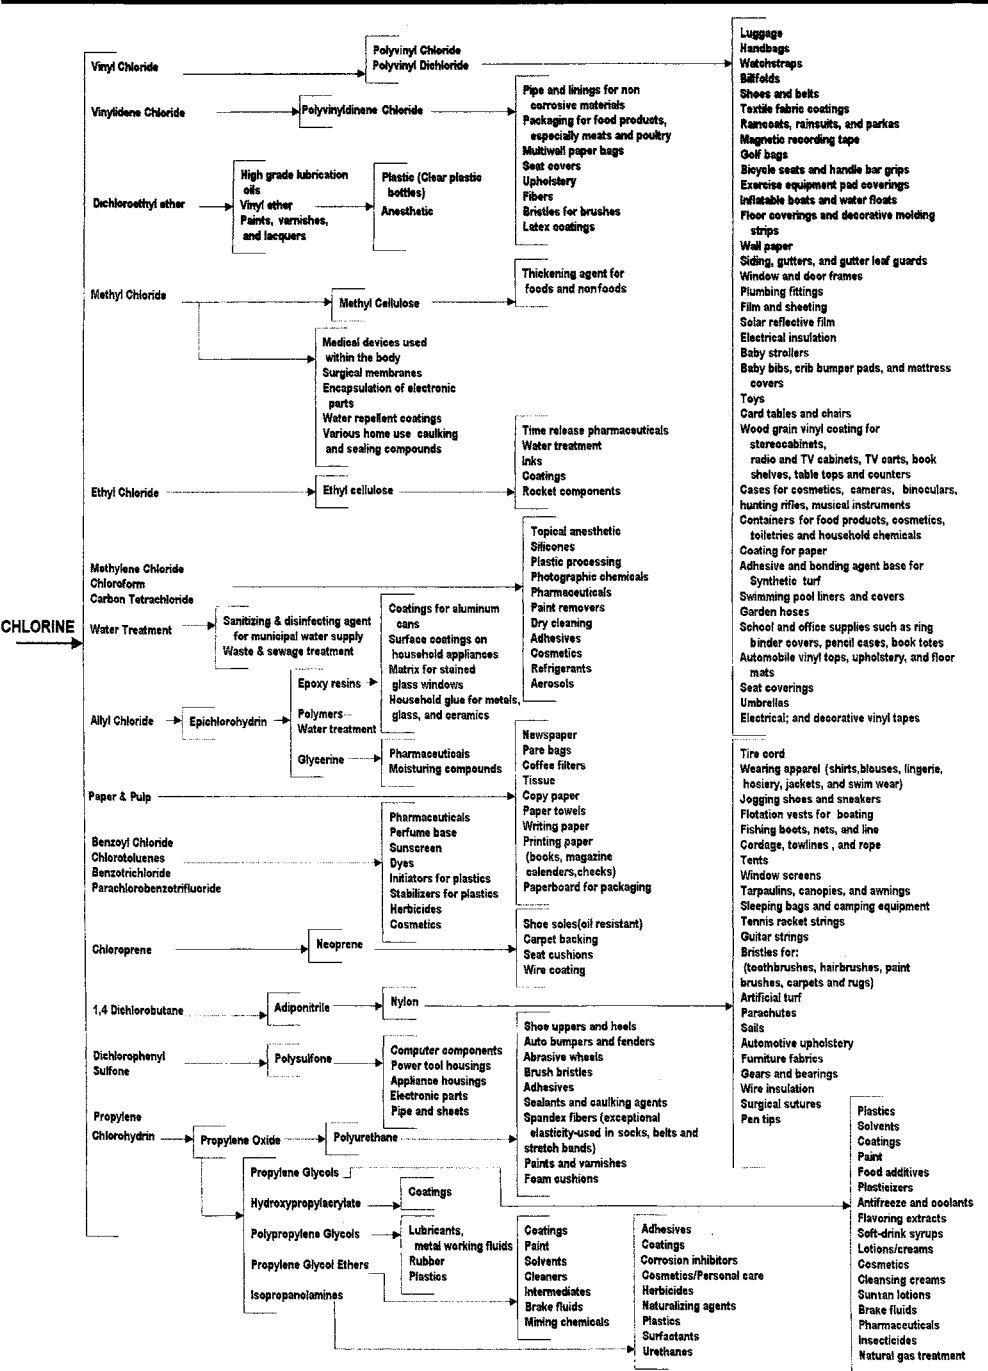 CHLORINE
Vinyl Chloride
Polyvinyl Chloride
Polyvinyl Dichloride
Luggage
Handbags
Watchstraps
Billfolds
Shoes and belts
Textile fabric coatings
Raincoats, rainsuits, and parkas
Magnetic recording tape
Golf bags
Bicycle seats and handle bar grips
Exercise equipment pad coverings
Inflatable boats and water floats
Floor coverings and decorative molding
strips
Wall paper
Siding, gutters, and gutter leaf guards
Window and door frames
Plumbing fittings
Film and sheeting
Solar reflective film
Electrical insulation
Baby strollers
Baby bibs, crib bumper pads, and mattress
covers
Toys
Card tables and chairs
Wood grain vinyl coating for
stereocabinets,
radio and TV cabinets, TV carts, book
shelves, table tops and counters
Cases for cosmetics, cameras, binoculars,
hunting rifles, musical instruments
Containers for food products, cosmetics,
toiletries and household chemicals
Coating for paper
Adhesive and bonding agent base for
Synthetic turf
Swimming pool liners and covers
Garden hoses
School and office supplies such as ring
binder covers, pencil cases, book totes
Automobile vinyl tops, upholstery, and floor
mats
Seat coverings
Umbrellas
Electrical; and decorative vinyl tapes
Vinylidene Chloride
Polyvinyldinene Chloride
Pipe and linings for non
corrosive materials
Packaging for food products,
especially meats and poultry
Multiwall paper bags
Seat covers
Upholstery
Fibers
Bristles for brushes
Latex coatings
Dichloroethyl ether
High grade lubrication
oils
Vinyl ether
Paints, varnishes,
and lacquers
Plastic (Clear plastic
bottles)
Anesthetic
Methyl Chloride
Methyl Cellulose
Thickening agent for
foods and nonfoods
Medical devices used
within the body
Surgical membranes
Encapsulation of electronic
parts
Water repellent coatings
Various home use caulking
and sealing compounds
Ethyl Chloride
Ethyl cellulose
Time release pharmaceuticals
Water treatment
Inks
Coatings
Rocket components
Methylene Chloride
Chloroform
Carbon Tetrachloride
Topical anesthetic
Silicones
Plastic processing
Photographic chemicals
Pharmaceuticals
Paint removers
Dry cleaning
Adhesives
Cosmetics
Refrigerants
Aerosols
Water Treatment
Sanitizing & disinfecting agent
for municipal water supply
Waste & sewage treatment
Allyl Chloride
Epichlorohydrin
Epoxy resins
Polymers--
Water treatment
Glycerine
Coatings for aluminum
cans
Surface coatings on
household appliances
Matrix for stained
glass windows
Household glue for metals,
glass, and ceramics
Pharmaceuticals
Moisturing compounds
Paper & Pulp
Newspaper
Pare bags
Coffee filters
Tissue
Copy paper
Paper towels
Writing paper
Printing paper
(books, magazine
calenders,checks)
Paperboard for packaging
Benzoyl Chloride
Chlorotoluenes
Benzotrichloride
Parachlorobenzotrifluoride
Pharmaceuticals
Perfume base
Sunscreen
Dyes
Initiators for plastics
Stabilizers for plastics
Herbicides
Cosmetics
Chloroprene
Neoprene
Shoe soles(oil resistant)
Carpet backing
Seat cushions
Wire coating
1,4 Dichlorobutane
Adiponitrile
Nylon
Tire cord
Wearing apparel (shirts,blouses, lingerie,
hosiery, jackets, and swim wear)
Jogging shoes and sneakers
Flotation vests for boating
Fishing boots, nets, and line
Cordage, towlines , and rope
Tents
Window screens
Tarpaulins, canopies, and awnings
Sleeping bags and camping equipment
Tennis racket strings
Guitar strings
Bristles for:
(toothbrushes, hairbrushes, paint
brushes, carpets and rugs)
Artificial turf
Parachutes
Sails
Automotive upholstery
Furniture fabrics
Gears and bearings
Wire insulation
Surgical sutures
Pen tips
Dichlorophenyl
Sulfone
Polysulfone
Computer components
Power tool housings
Appliance housings
Electronic parts
Pipe and sheets
Propylene
Chlorohydrin
Propylene Oxide
Polyurethane
Shoe uppers and heels
Auto bumpers and fenders
Abrasive wheels
Brush bristles
Adhesives
Sealants and caulking agents
Spandex fibers (exceptional
elasticity-used in socks, belts and
stretch bands)
Paints and varnishes
Foam cushions
Propylene Glycols
Plastics
Solvents
Coatings
Paint
Food additives
Plasticizers
Antifreeze and coolants
Flavoring extracts
Soft-drink syrups
Lotions/creams
Cosmetics
Cleansing creams
Suntan lotions
Brake fluids
Pharmaceuticals
Insecticides
Natural gas treatment
Hydroxypropylacrylate
Coatings
Polypropylene Glycols
Lubricants,
metal working fluids
Rubber
Plastics
Propylene Glycol Ethers
Coatings
Paint
Solvents
Cleaners
Intermediates
Brake fluids
Mining chemicals
Isopropanolamines
Adhesives
Coatings
Corrosion inhibitors
Cosmetics/Personal care
Herbicides
Naturalizing agents
Plastics
Surfactants
Urethanes